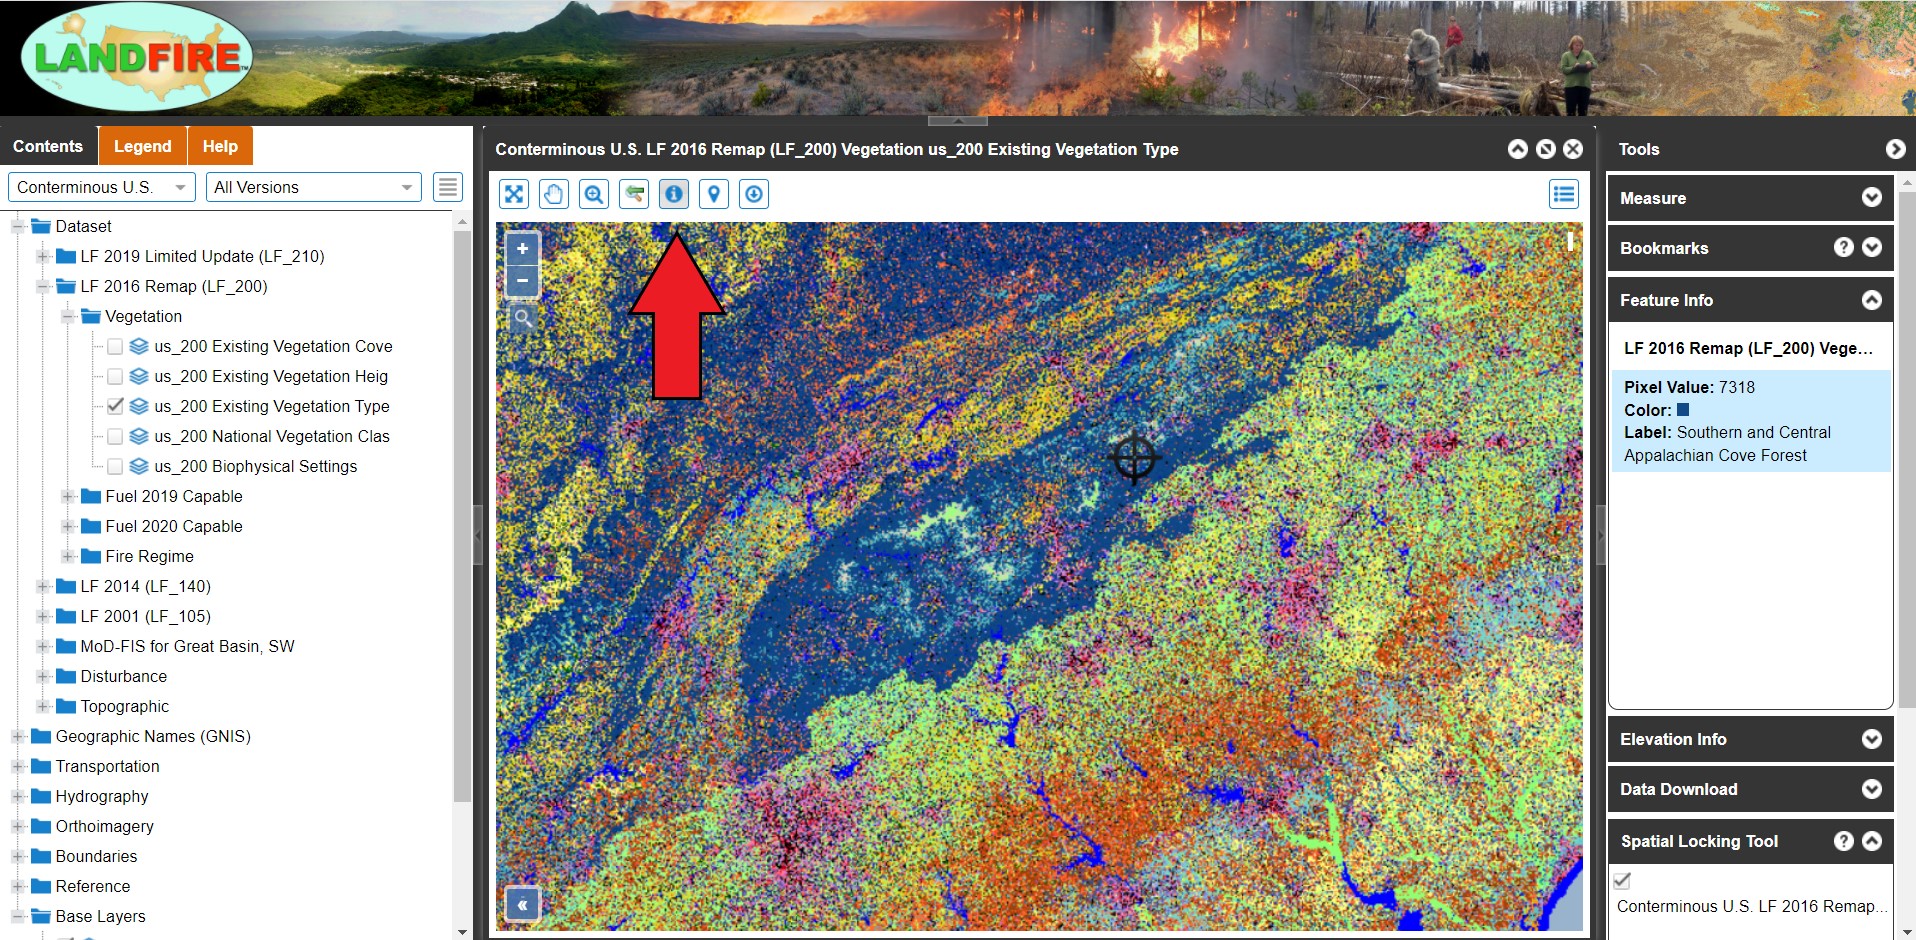 LANDFIRE™
Contents
Legend
Help
Conterminous U.S.
All Versions
Dataset
LF 2019 Limited Update (LF_210)
LF 2016 Remap (LF_200)
Vegetation
us_200 Existing Vegetation Cove
us_200 Existing Vegetation Heig
us_200 Existing Vegetation Type
us_200 National Vegetation Clas
us_200 Biophysical Settings
Fuel 2019 Capable
Fuel 2020 Capable
Fire Regime
LF 2014 (LF_140)
LF 2001 (LF_105)
MoD-FIS for Great Basin, SW
Disturbance
Topographic
Geographic Names (GNIS)
Transportation
Hydrography
Orthoimagery
Boundaries
Reference
Base Layers
Conterminous U.S. LF 2016 Remap (LF_200) Vegetation us_200 Existing Vegetation Type
+
−
«
Tools
Measure
Bookmarks ?
Feature Info
LF 2016 Remap (LF_200) Vege...
Pixel Value: 7318
Color:
Label: Southern and Central
Appalachian Cove Forest
Elevation Info
Data Download
Spatial Locking Tool ?
Conterminous U.S. LF 2016 Remap...